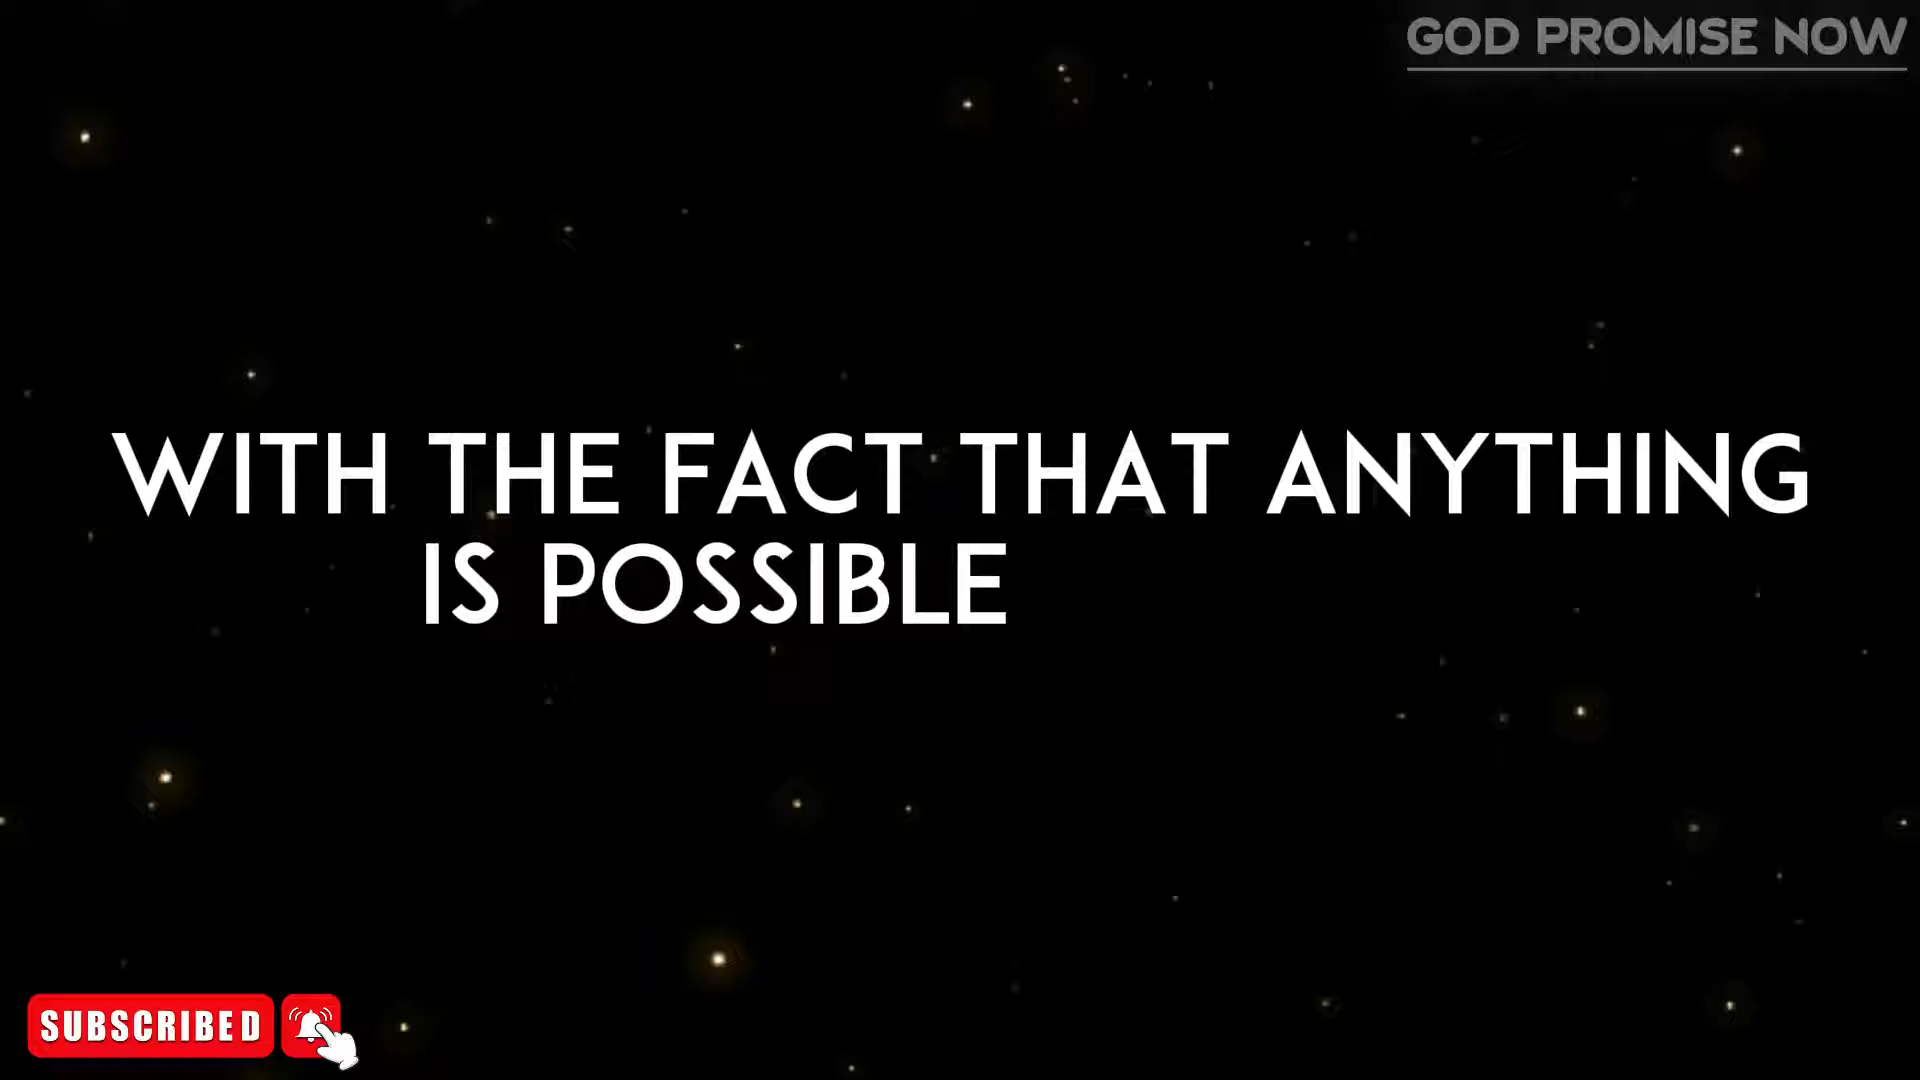 GOD PROMISE NOW
WITH THE FACT THAT ANYTHING
IS POSSIBLE
SUBSCRIBED